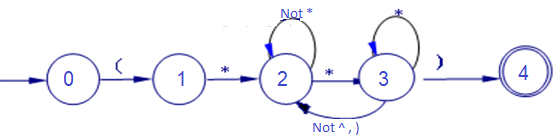 Not *
*
0 ( 1 * 2 * 3 ) 4
Not ^ , )